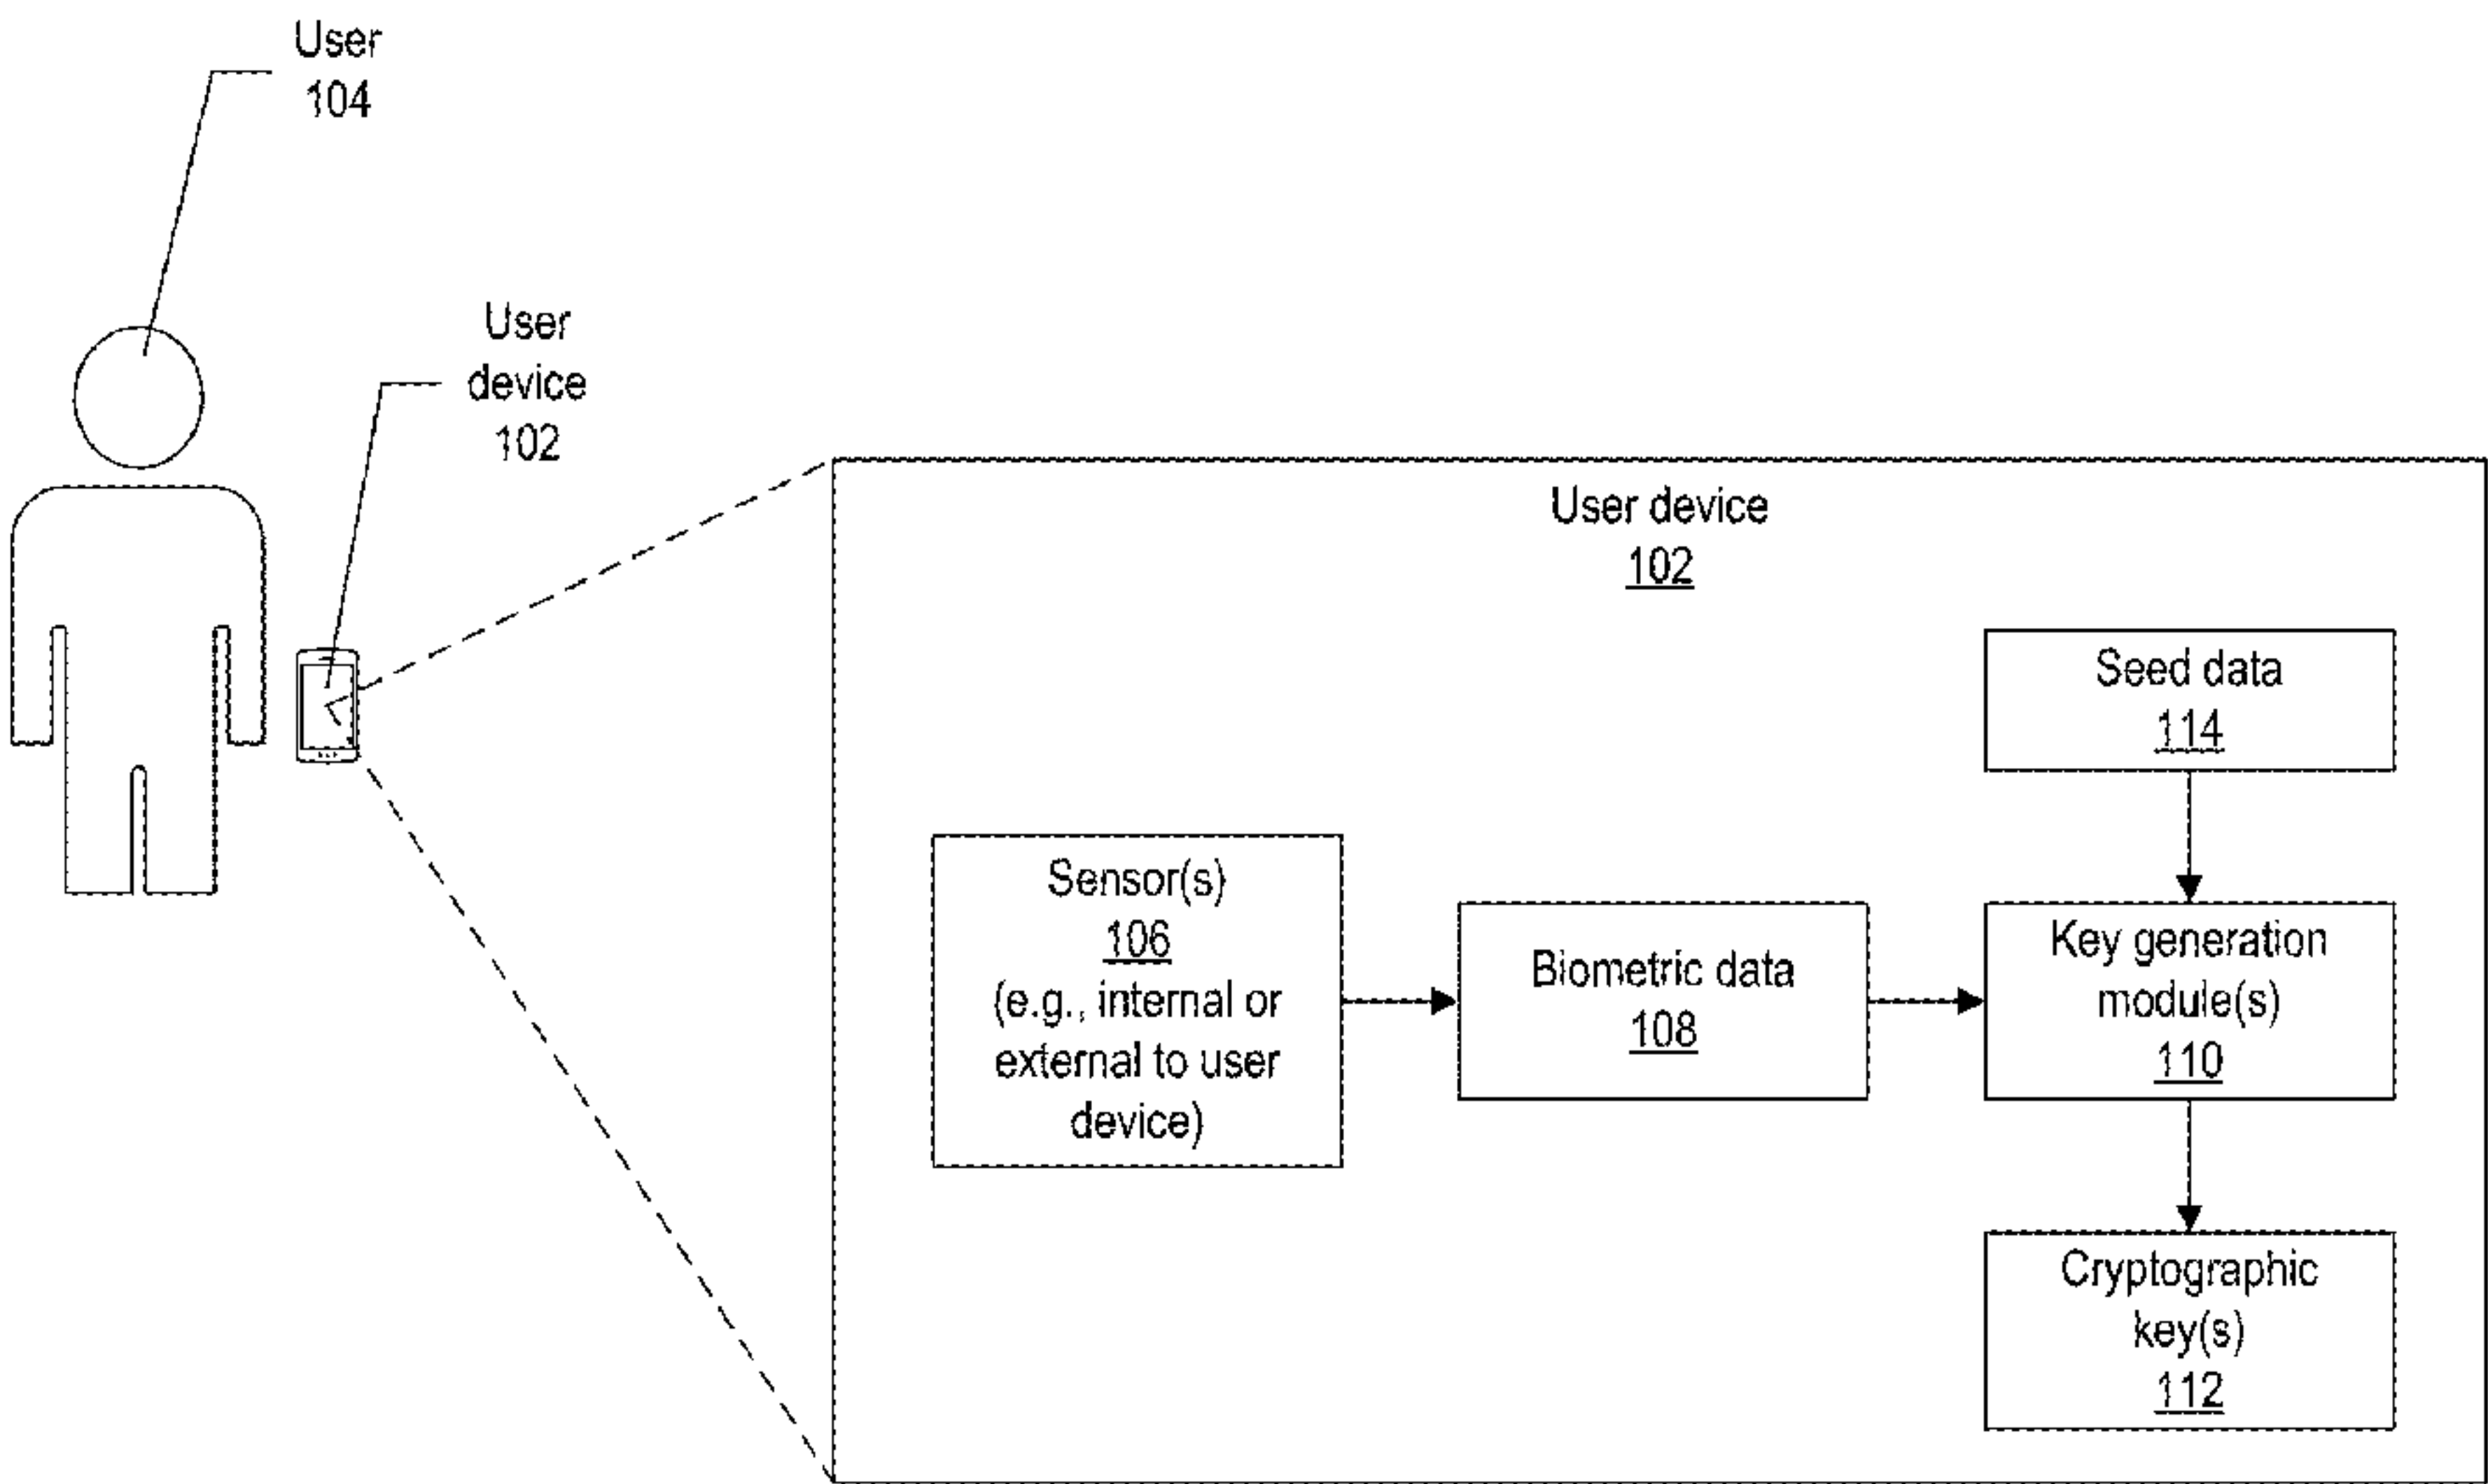 User
104
User
device
102
User device
102
Seed data
114
Sensor(s)
106
(e.g., internal or
external to user
device)
Biometric data
108
Key generation
module(s)
110
Cryptographic
key(s)
112